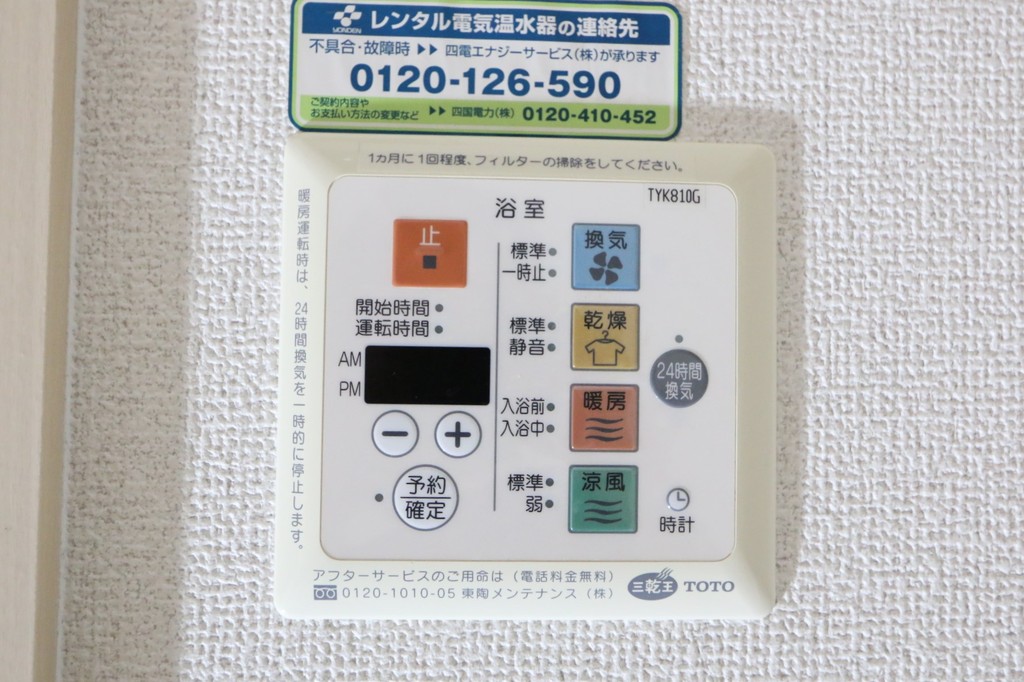 YONDEN
レンタル電気温水器の連絡先
不具合・故障時 ▶▶ 四電エナジーサービス(株)が承ります
0120-126-590
ご契約内容や
お支払い方法の変更など ▶▶ 四国電力(株) 0120-410-452
1ヵ月に1回程度、フィルターの掃除をしてください。
暖房運転時は、24時間換気を一時的に停止します。
TYK810G
浴室
止
開始時間
運転時間
AM
PM
予約
確定
標準
一時止
換気
標準
静音
乾燥
入浴前
入浴中
暖房
標準
弱
涼風
24時間
換気
時計
アフターサービスのご用命は(電話料金無料)
0120-1010-05 東陶メンテナンス(株)
三乾王 TOTO